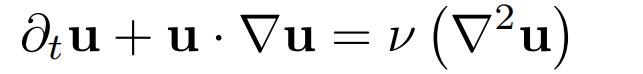 ∂ₜ𝐮 + 𝐮 · ∇𝐮 = ν (∇²𝐮)